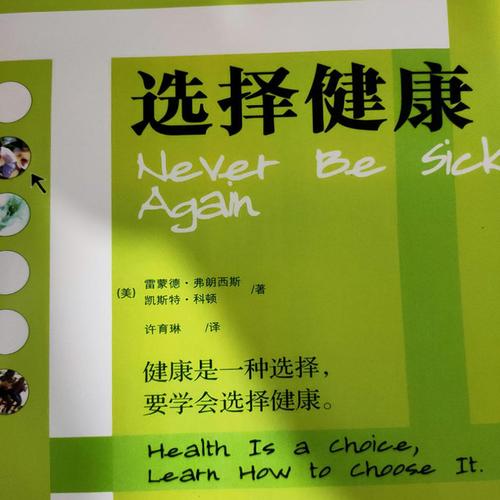 选择健康
Never Be Sick
Again
(美) 雷蒙德·弗朗西斯
凯斯特·科顿 /著
许育琳 /译
健康是一种选择，
要学会选择健康。
Health Is a Choice,
Learn How to Choose It.